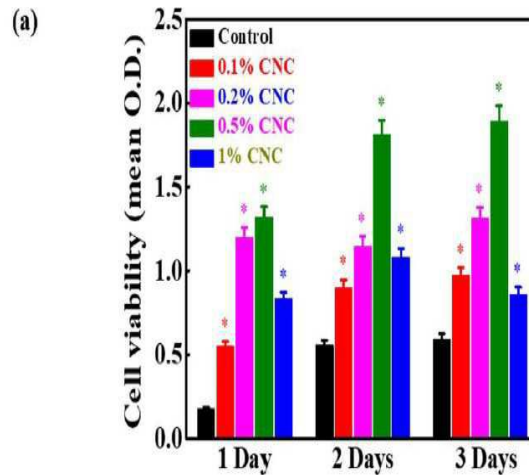 (a)
Cell viability (mean O.D.)
2.5
2.0
1.5
1.0
0.5
0.0
Control
0.1% CNC
0.2% CNC
0.5% CNC
1% CNC
* * * *
* * * *
* * * *
1 Day 2 Days 3 Days